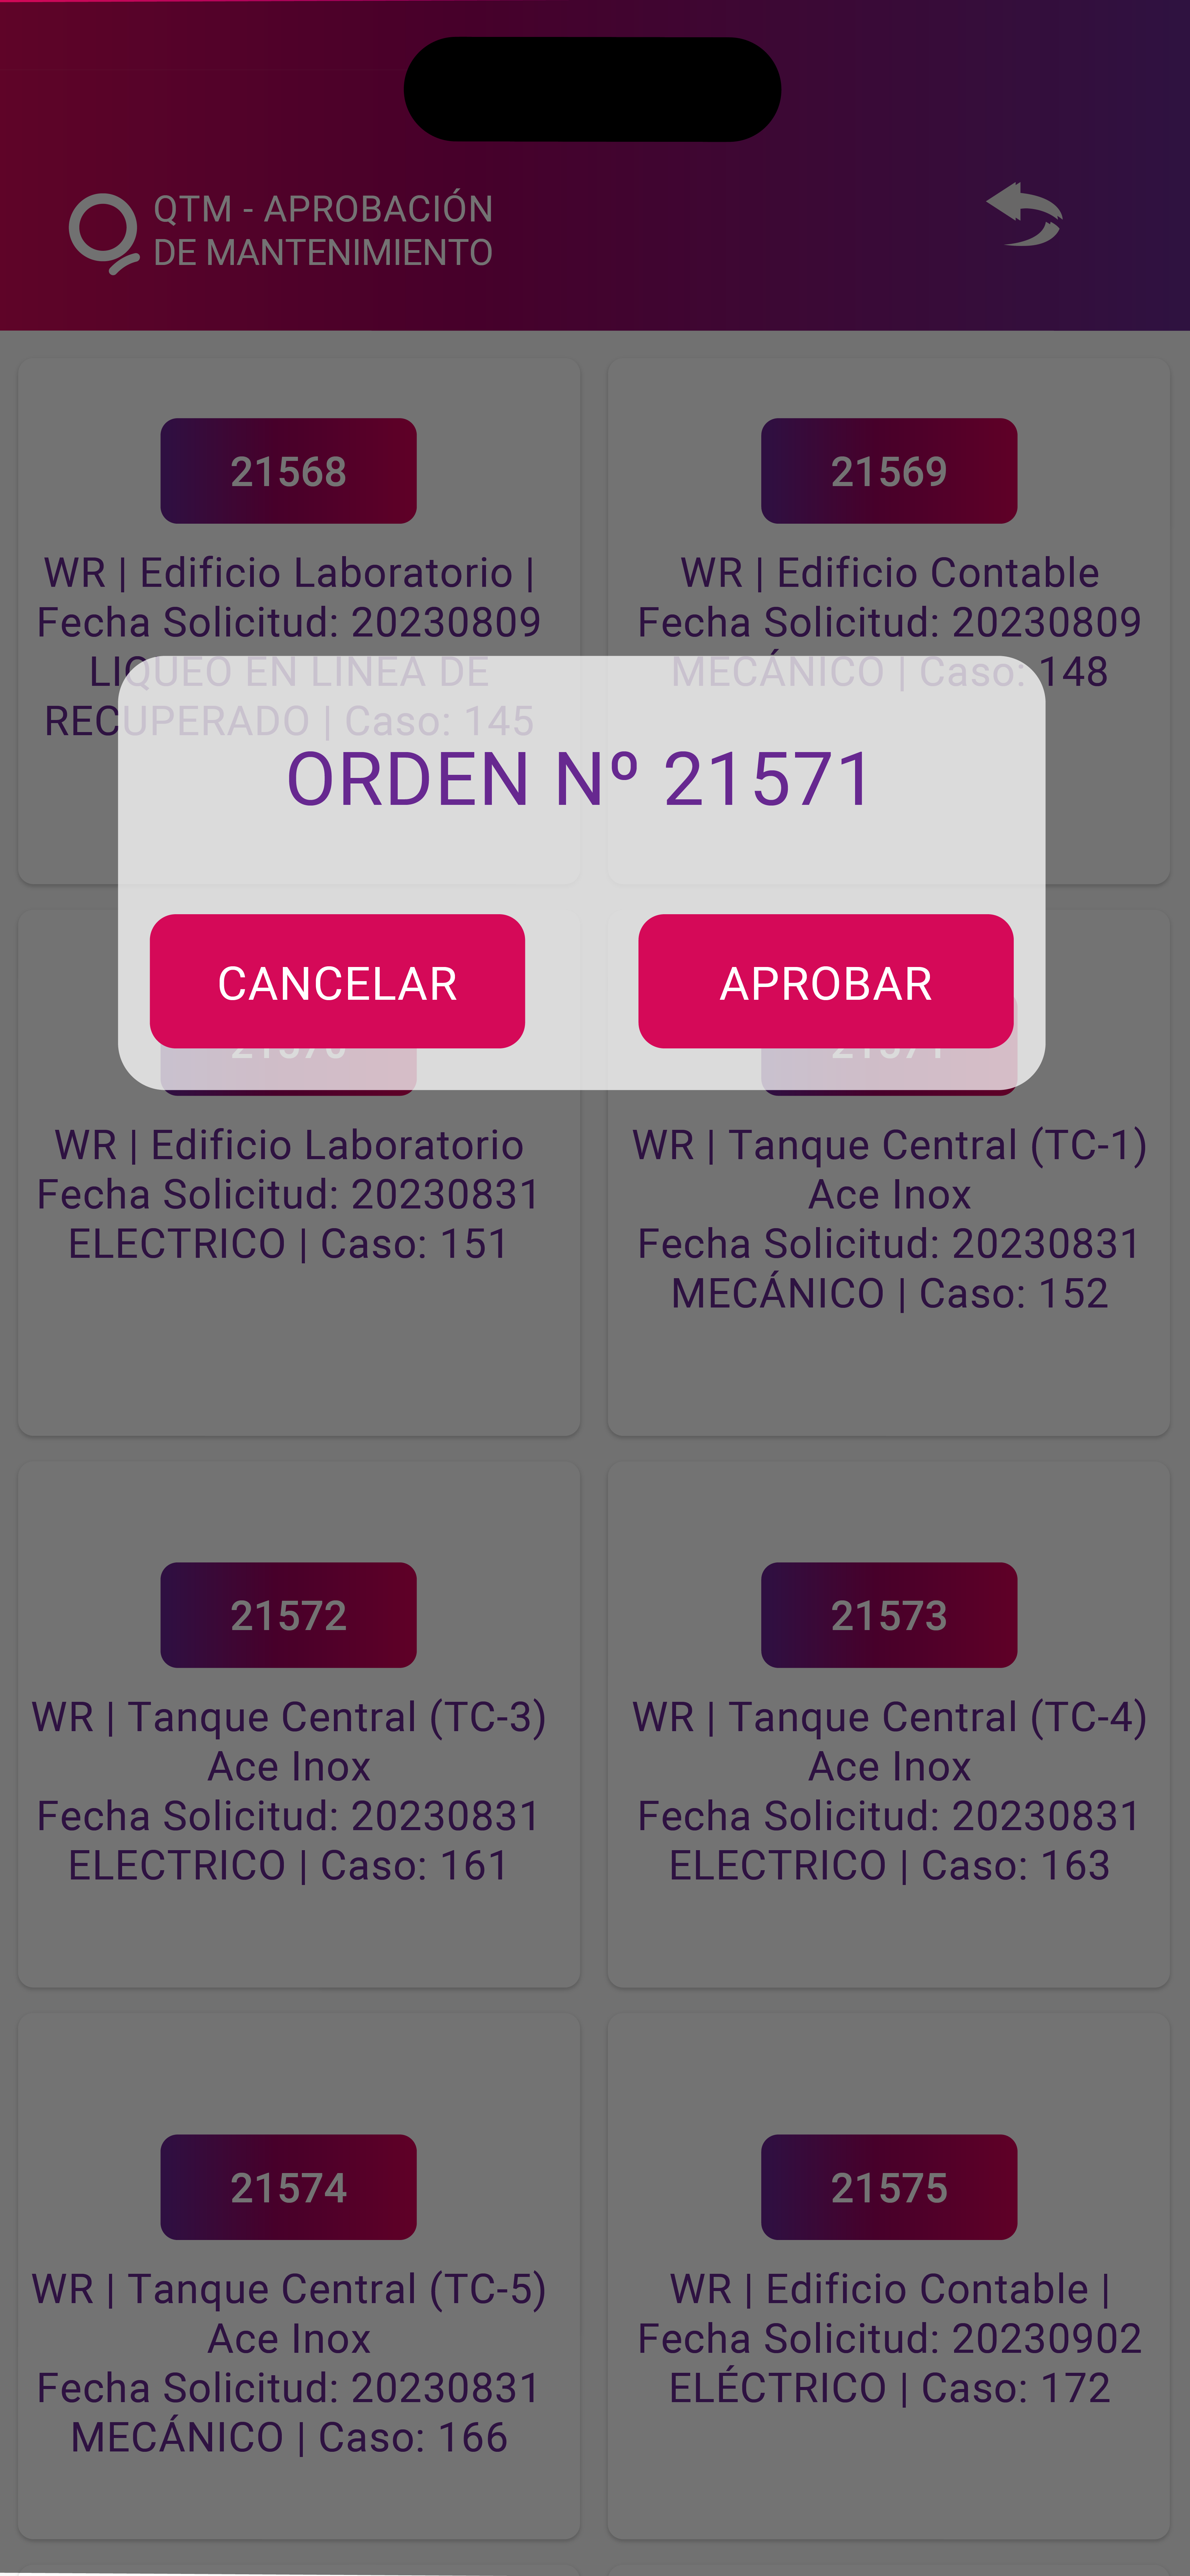 QTM - APROBACIÓN
DE MANTENIMIENTO
21568
WR | Edificio Laboratorio |
Fecha Solicitud: 20230809
LIQUEO EN LINEA DE
RECUPERADO | Caso: 145
21569
WR | Edificio Contable
Fecha Solicitud: 20230809
MECÁNICO | Caso: 148
ORDEN Nº 21571
CANCELAR
APROBAR
21570
WR | Edificio Laboratorio
Fecha Solicitud: 20230831
ELECTRICO | Caso: 151
21571
WR | Tanque Central (TC-1)
Ace Inox
Fecha Solicitud: 20230831
MECÁNICO | Caso: 152
21572
WR | Tanque Central (TC-3)
Ace Inox
Fecha Solicitud: 20230831
ELECTRICO | Caso: 161
21573
WR | Tanque Central (TC-4)
Ace Inox
Fecha Solicitud: 20230831
ELECTRICO | Caso: 163
21574
WR | Tanque Central (TC-5)
Ace Inox
Fecha Solicitud: 20230831
MECÁNICO | Caso: 166
21575
WR | Edificio Contable |
Fecha Solicitud: 20230902
ELÉCTRICO | Caso: 172